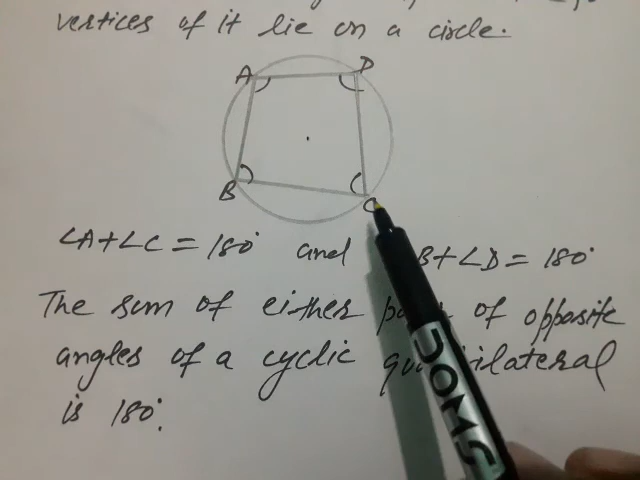 vertices of it lie on a circle.
A D
B C
∠A+∠C = 180° and B+∠D = 180°
The sum of either of opposite
angles of a cyclic
is 180°.
DOMS